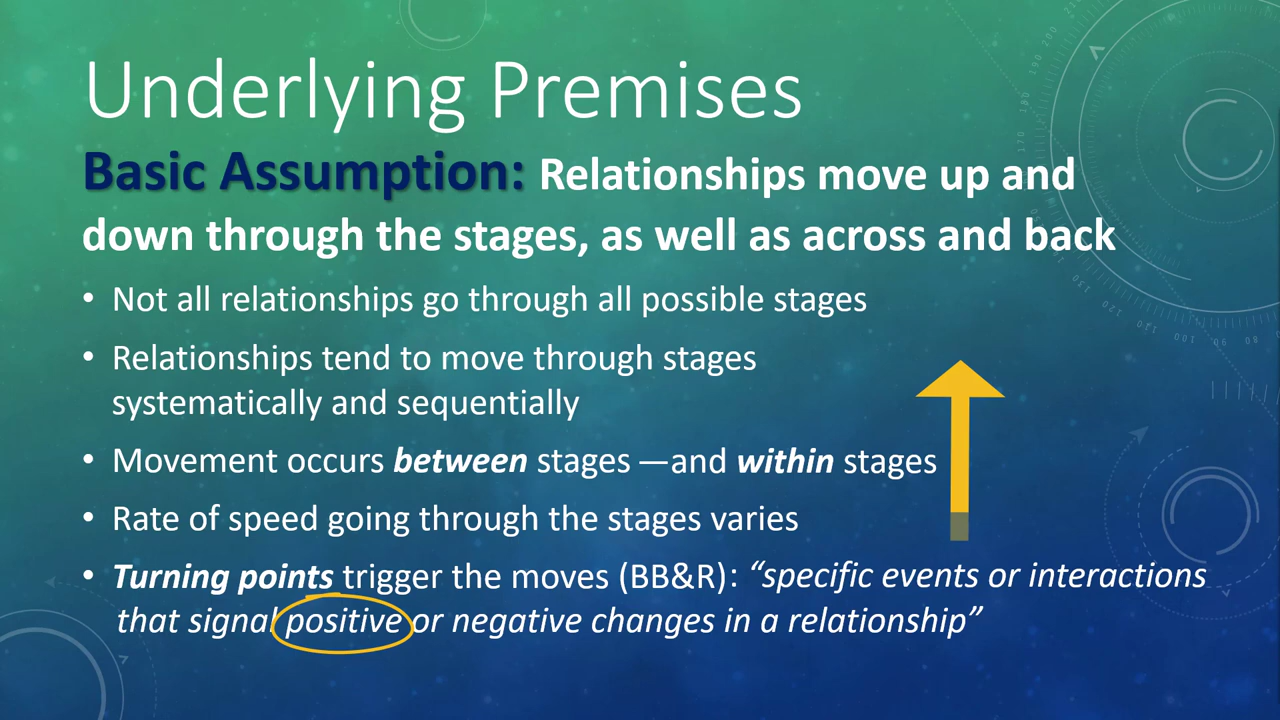 Underlying Premises
Basic Assumption: Relationships move up and
down through the stages, as well as across and back
• Not all relationships go through all possible stages
• Relationships tend to move through stages
systematically and sequentially
• Movement occurs between stages —and within stages
• Rate of speed going through the stages varies
• Turning points trigger the moves (BB&R): “specific events or interactions
that signal positive or negative changes in a relationship”